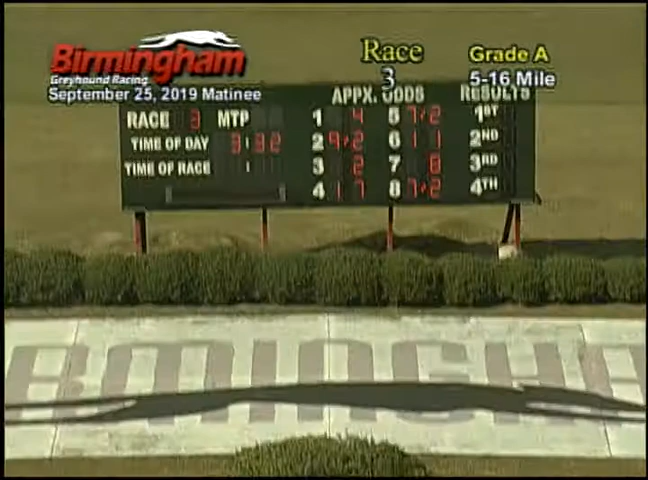 Birmingham
Greyhound Racing
September 25, 2019 Matinee
Race
3
Grade A
5-16 Mile
RACE 3 MTP
TIME OF DAY 3 32
TIME OF RACE
APPX. ODDS
1 4 5 7-2
2 9-2 6 11
3 2 7 8
4 17 8 7-2
RESULTS
1ST
2ND
3RD
4TH